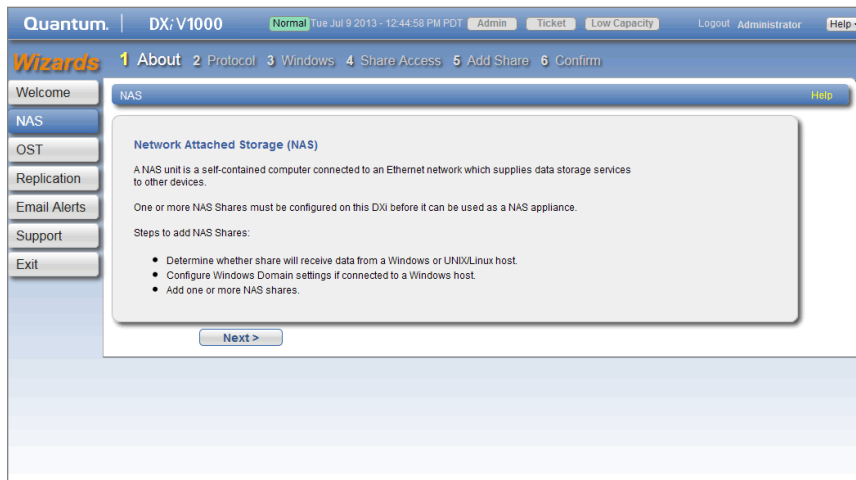 Quantum. DXi V1000 Normal Tue Jul 9 2013 - 12:44:58 PM PDT Admin Ticket Low Capacity Logout Administrator Help
Wizards 1 About 2 Protocol 3 Windows 4 Share Access 5 Add Share 6 Confirm
Welcome
NAS
OST
Replication
Email Alerts
Support
Exit
NAS Help
Network Attached Storage (NAS)
A NAS unit is a self-contained computer connected to an Ethernet network which supplies data storage services
to other devices.
One or more NAS Shares must be configured on this DXi before it can be used as a NAS appliance.
Steps to add NAS Shares:
• Determine whether share will receive data from a Windows or UNIX/Linux host.
• Configure Windows Domain settings if connected to a Windows host.
• Add one or more NAS shares.
Next >